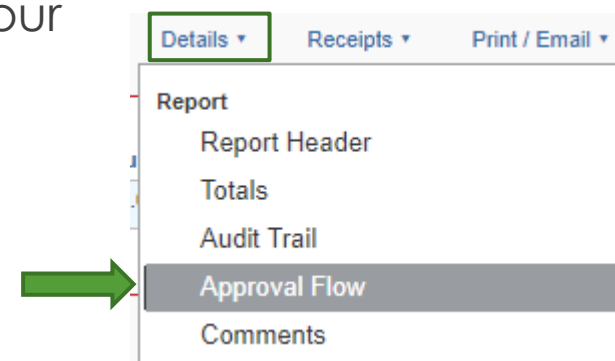 our
Details ▾ Receipts ▾ Print / Email ▾
Report
Report Header
Totals
Audit Trail
Approval Flow
Comments